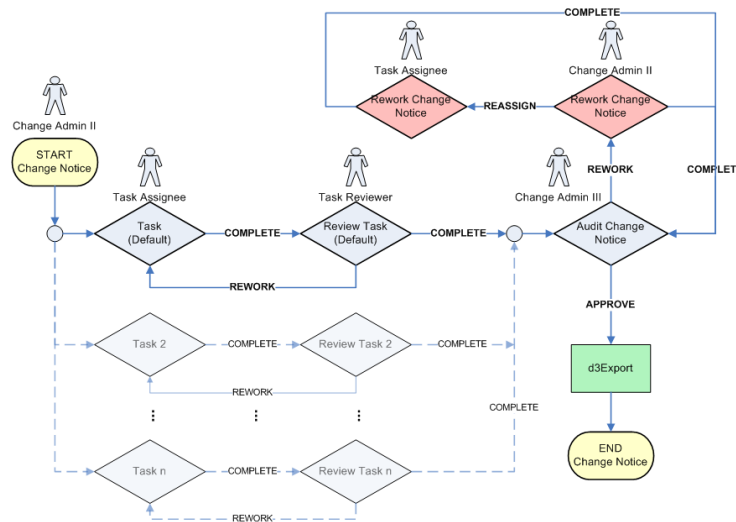 COMPLETE
Task Assignee
Change Admin II
Rework Change
Notice
REASSIGN
Rework Change
Notice
Change Admin II
START
Change Notice
Task Assignee
Task Reviewer
Change Admin III
REWORK
COMPLET
Task
(Default)
COMPLETE
Review Task
(Default)
COMPLETE
Audit Change
Notice
REWORK
APPROVE
Task 2
COMPLETE
Review Task 2
COMPLETE
REWORK
d3Export
COMPLETE
Task n
COMPLETE
Review Task n
REWORK
END
Change Notice